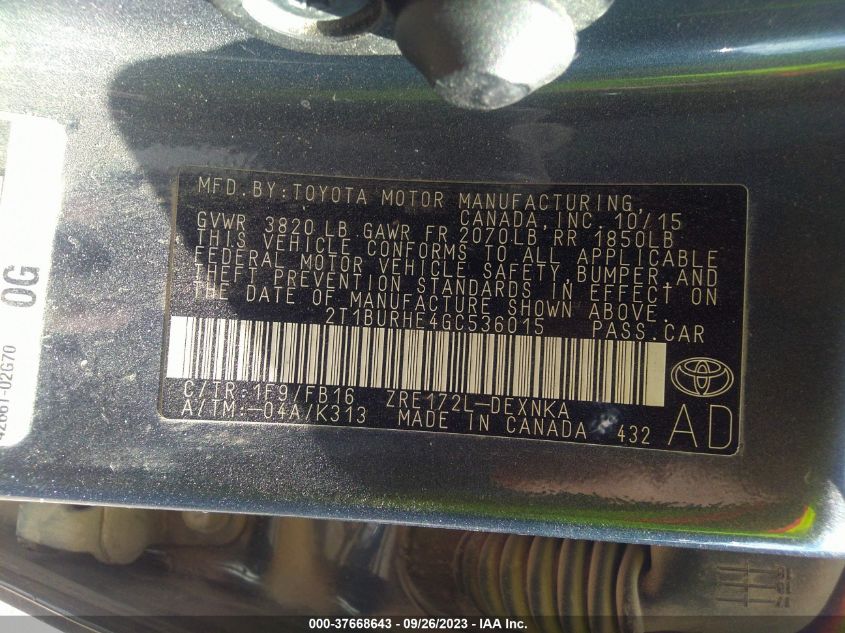 MFD. BY: TOYOTA MOTOR MANUFACTURING,
CANADA, INC. 10/15
GVWR 3820 LB GAWR FR 2070LB RR 1850LB
THIS VEHICLE CONFORMS TO ALL APPLICABLE
FEDERAL MOTOR VEHICLE SAFETY, BUMPER, AND
THEFT PREVENTION STANDARDS IN EFFECT ON
THE DATE OF MANUFACTURE SHOWN ABOVE.
2T1BURHE4GC536015 PASS. CAR
C/TR: 1F9/FB16 ZRE172L-DEXNKA
A/TM: -04A/K313 MADE IN CANADA 432
AD
0G
42661-02G70
000-37668643 - 09/26/2023 - IAA Inc.